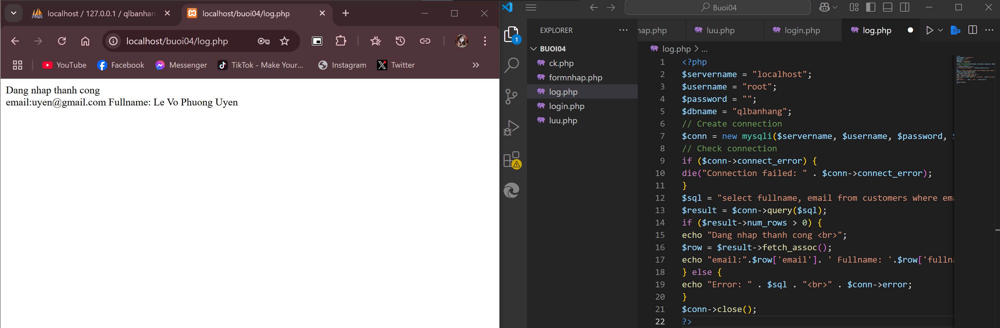 localhost / 127.0.0.1 / qlbanhan
localhost/buoi04/log.php
localhost/buoi04/log.php
YouTube
Facebook
Messenger
TikTok - Make Your...
Instagram
Twitter
Dang nhap thanh cong
email:uyen@gmail.com Fullname: Le Vo Phuong Uyen
Buoi04
EXPLORER
BUOI04
ck.php
formnhap.php
log.php
login.php
luu.php
1
nap.php
luu.php
login.php
log.php
log.php > ...
1 <?php
2 $servername = "localhost";
3 $username = "root";
4 $password = "";
5 $dbname = "qlbanhang";
6 // Create connection
7 $conn = new mysqli($servername, $username, $password, $
8 // Check connection
9 if ($conn->connect_error) {
10 die("Connection failed: " . $conn->connect_error);
11 }
12 $sql = "select fullname, email from customers where ema
13 $result = $conn->query($sql);
14 if ($result->num_rows > 0) {
15 echo "Dang nhap thanh cong <br>";
16 $row = $result->fetch_assoc();
17 echo "email:".$row['email']. ' Fullname: '.$row['fulln
18 } else {
19 echo "Error: " . $sql . "<br>" . $conn->error;
20 }
21 $conn->close();
22 ?>